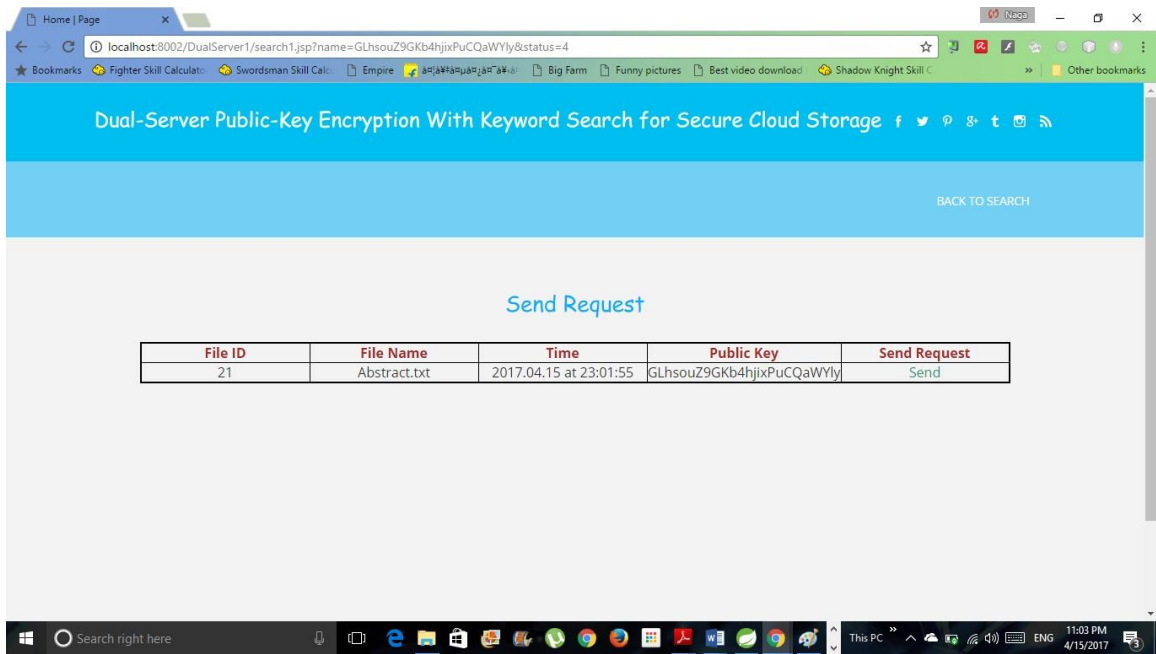 Home | Page
Naga
localhost:8002/DualServer1/search1.jsp?name=GLhsouZ9GKb4hjixPuCQaWYly&status=4
Bookmarks Fighter Skill Calculato Swordsman Skill Calc Empire Big Farm Funny pictures Best video download Shadow Knight Skill C » Other bookmarks
Dual-Server Public-Key Encryption With Keyword Search for Secure Cloud Storage
BACK TO SEARCH
Send Request
File ID File Name Time Public Key Send Request
21 Abstract.txt 2017.04.15 at 23:01:55 GLhsouZ9GKb4hjixPuCQaWYly Send
Search right here This PC » ENG 11:03 PM
4/15/2017